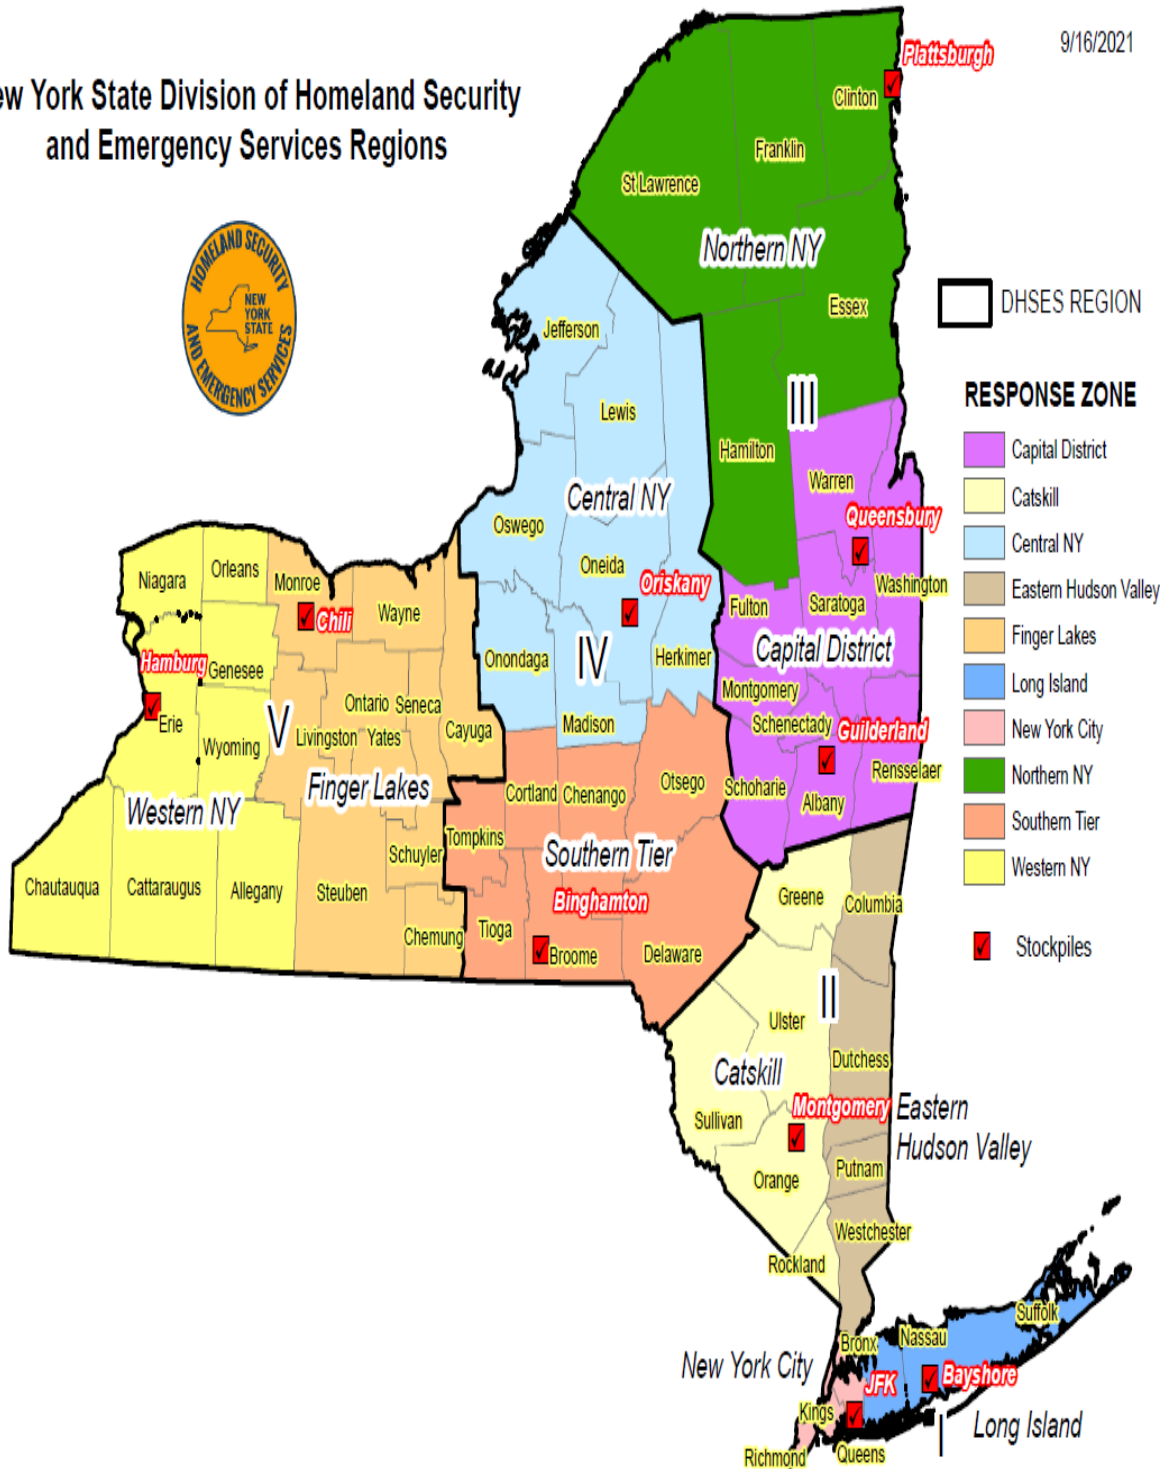 ew York State Division of Homeland Security
and Emergency Services Regions
9/16/2021
HOMELAND SECURITY
NEW
YORK
STATE
AND EMERGENCY SERVICES
Plattsburgh
Clinton
Franklin
St Lawrence
Northern NY
Essex
DHSES REGION
Jefferson
III
RESPONSE ZONE
Lewis
Hamilton
Capital District
Warren
Central NY
Catskill
Oswego
Queensbury
Central NY
Oneida
Oriskany
Washington
Eastern Hudson Valley
Niagara
Orleans
Monroe
Wayne
Chili
Fulton
Saratoga
Finger Lakes
Hamburg
Genesee
Onondaga
IV
Herkimer
Capital District
Long Island
Ontario
Seneca
Montgomery
Erie
V
Wyoming
Livingston
Yates
Cayuga
Madison
Schenectady
Guilderland
New York City
Rensselaer
Northern NY
Western NY
Finger Lakes
Cortland
Chenango
Otsego
Schoharie
Albany
Southern Tier
Tompkins
Schuyler
Southern Tier
Western NY
Chautauqua
Cattaraugus
Allegany
Steuben
Binghamton
Greene
Columbia
Chemung
Tioga
Broome
Delaware
Stockpiles
II
Ulster
Catskill
Dutchess
Sullivan
Montgomery
Eastern
Hudson Valley
Orange
Putnam
Westchester
Rockland
Suffolk
Bronx
Nassau
New York City
JFK
Bayshore
Kings
I
Long Island
Richmond
Queens